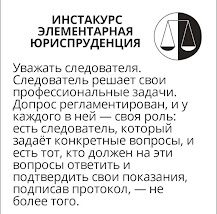 ИНСТАКУРС
ЭЛЕМЕНТАРНАЯ
ЮРИСПРУДЕНЦИЯ
Уважать следователя.
Следователь решает свои
профессиональные задачи.
Допрос регламентирован, и у
каждого в ней — своя роль:
есть следователь, который
задаёт конкретные вопросы, и
есть тот, кто должен на эти
вопросы ответить и
подтвердить свои показания,
подписав протокол, — не
более того.